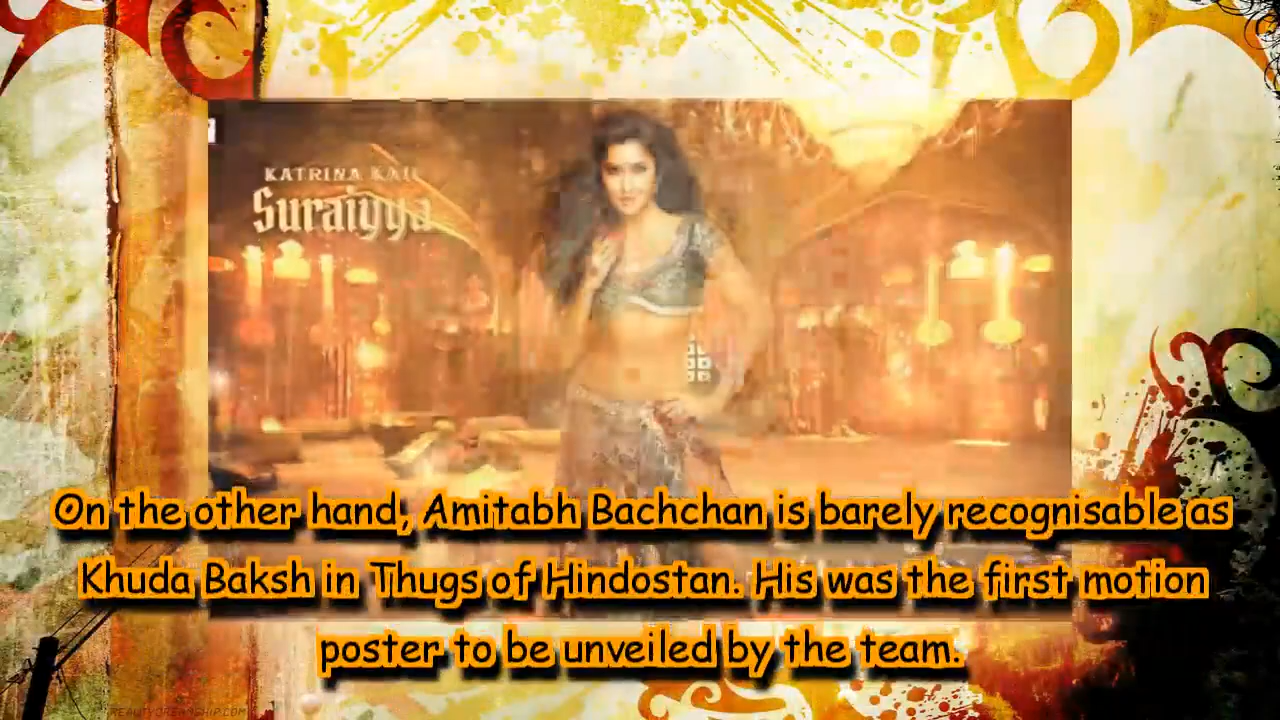 KATRINA KAIF
Suraiyya
On the other hand, Amitabh Bachchan is barely recognisable as
Khuda Baksh in Thugs of Hindostan. His was the first motion
poster to be unveiled by the team.